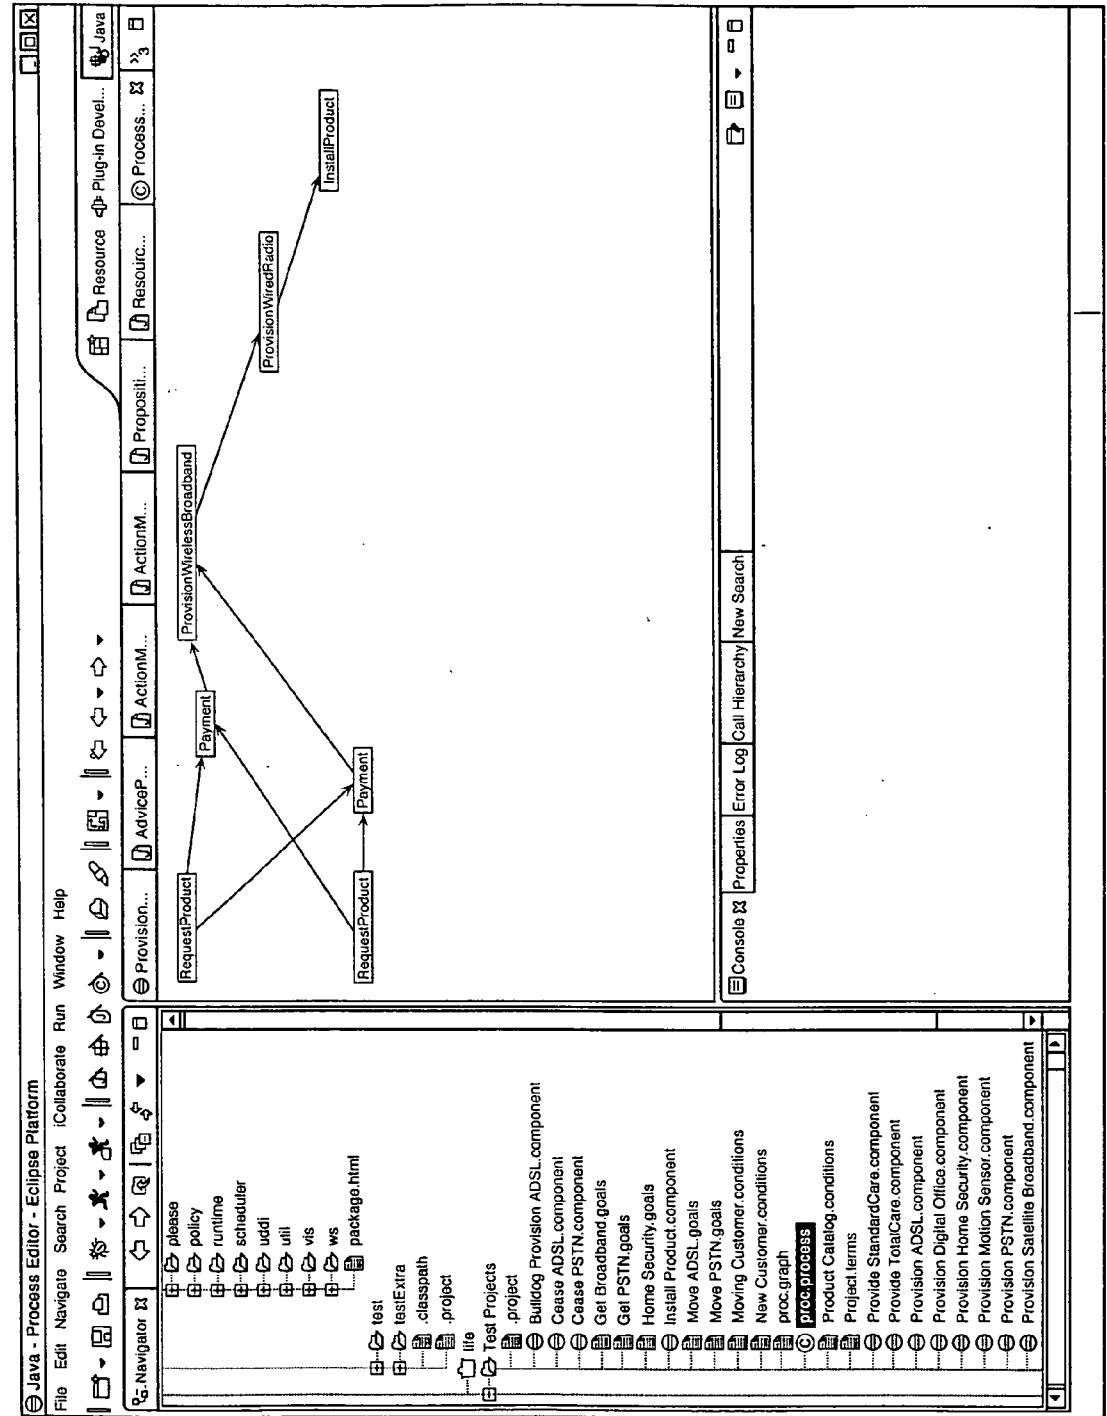 Java - Process Editor - Eclipse Platform
File Edit Navigate Search Project iCollaborate Run Window Help
Resource Plug-in Devel... Java
Navigator
please
policy
runtime
scheduler
uddi
util
vis
ws
package.html
test
testExtra
.classpath
.project
life
Test Projects
.project
Bulldog Provision ADSL.component
Cease ADSL.component
Cease PSTN.component
Get Broadband.goals
Get PSTN.goals
Home Security.goals
Install Product.component
Move ADSL.goals
Move PSTN.goals
Moving Customer.conditions
New Customer.conditions
proc.graph
proc.process
Product Catalog.conditions
Project.terms
Provide StandardCare.component
Provide TotalCare.component
Provision ADSL.component
Provision Digital Office.component
Provision Home Security.component
Provision Motion Sensor.component
Provision PSTN.component
Provision Satellite Broadband.component
Provision... AdviceP... ActionM... ActionM... Propositi... Resourc... Process... »3
RequestProduct
Payment
ProvisionWirelessBroadband
ProvisionWiredRadio
InstallProduct
RequestProduct
Payment
Console Properties Error Log Call Hierarchy New Search